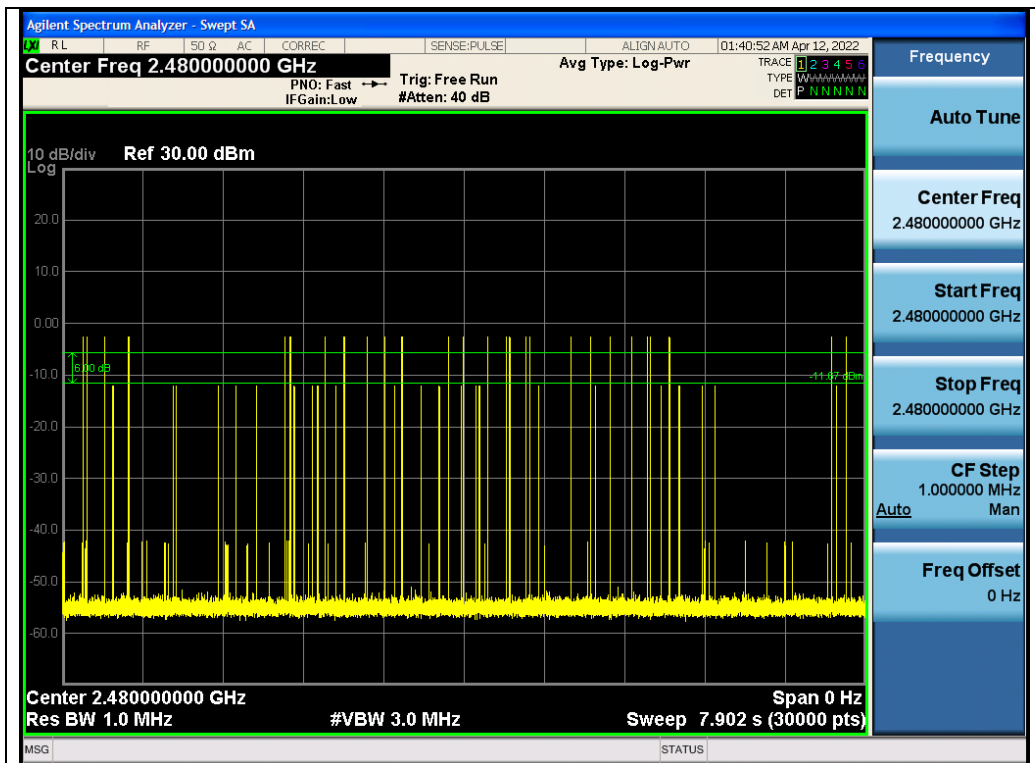 Agilent Spectrum Analyzer - Swept SA
RL RF 50 Ω AC CORREC SENSE:PULSE ALIGN AUTO 01:40:52 AM Apr 12, 2022
Center Freq 2.480000000 GHz
PNO: Fast
IFGain:Low
Trig: Free Run
#Atten: 40 dB
Avg Type: Log-Pwr
TRACE 1 2 3 4 5 6
TYPE
DET P N N N N N
10 dB/div Ref 30.00 dBm
Log
20.0
10.0
0.00
6.00 dB
-10.0
-11.67 dBm
-20.0
-30.0
-40.0
-50.0
-60.0
Center 2.480000000 GHz Span 0 Hz
Res BW 1.0 MHz #VBW 3.0 MHz Sweep 7.902 s (30000 pts)
MSG STATUS
Frequency
Auto Tune
Center Freq
2.480000000 GHz
Start Freq
2.480000000 GHz
Stop Freq
2.480000000 GHz
CF Step
1.000000 MHz
Auto Man
Freq Offset
0 Hz